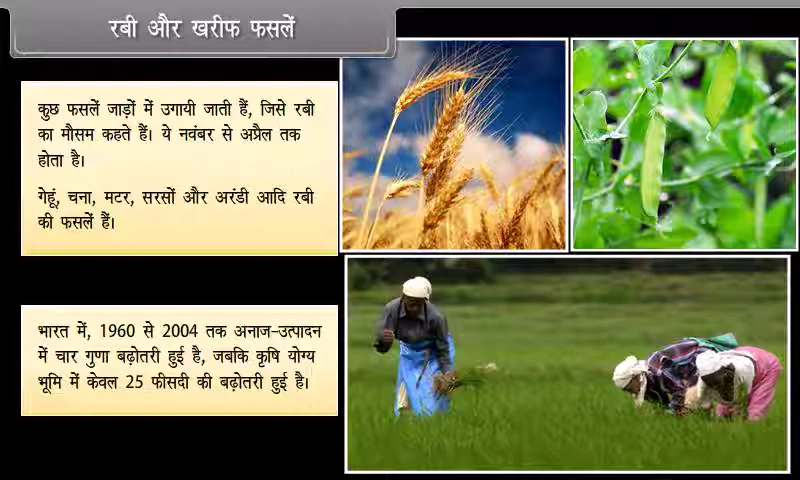 रबी और खरीफ फसलें
कुछ फसलें जाड़ों में उगायी जाती हैं, जिसे रबी
का मौसम कहते हैं। ये नवंबर से अप्रैल तक
होता है।
गेहूं, चना, मटर, सरसों और अरंडी आदि रबी
की फसलें हैं।
भारत में, 1960 से 2004 तक अनाज-उत्पादन
में चार गुणा बढ़ोतरी हुई है, जबकि कृषि योग्य
भूमि में केवल 25 फीसदी की बढ़ोतरी हुई है।